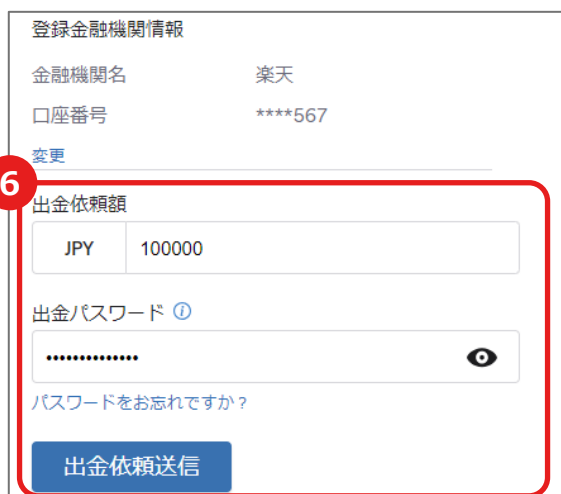 登録金融機関情報
金融機関名 楽天
口座番号 ****567
変更
6
出金依頼額
JPY 100000
出金パスワード ⓘ
••••••••••••••
パスワードをお忘れですか？
出金依頼送信